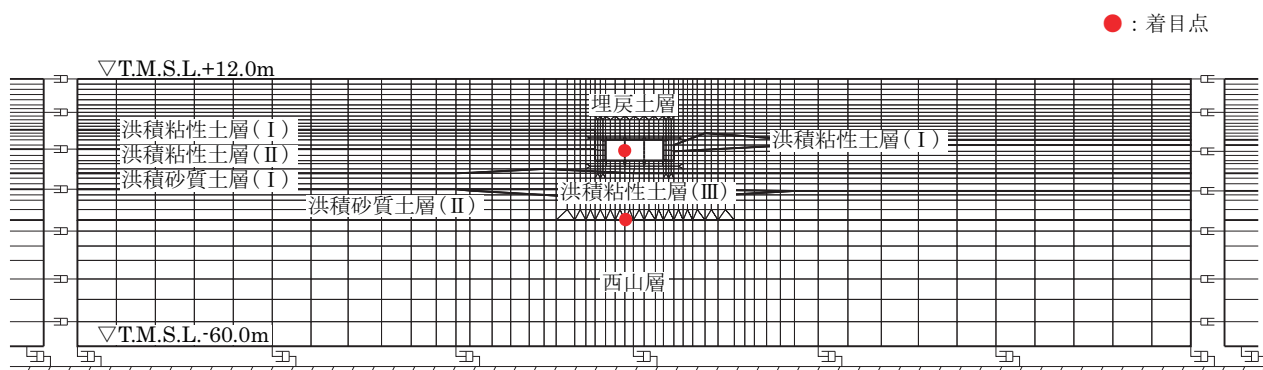 ●：着目点
▽T.M.S.L.+12.0m
埋戻土層
洪積粘性土層(Ⅰ)
洪積粘性土層(Ⅰ)
洪積粘性土層(Ⅱ)
洪積砂質土層(Ⅰ)
洪積粘性土層(Ⅲ)
洪積砂質土層(Ⅱ)
西山層
▽T.M.S.L.-60.0m